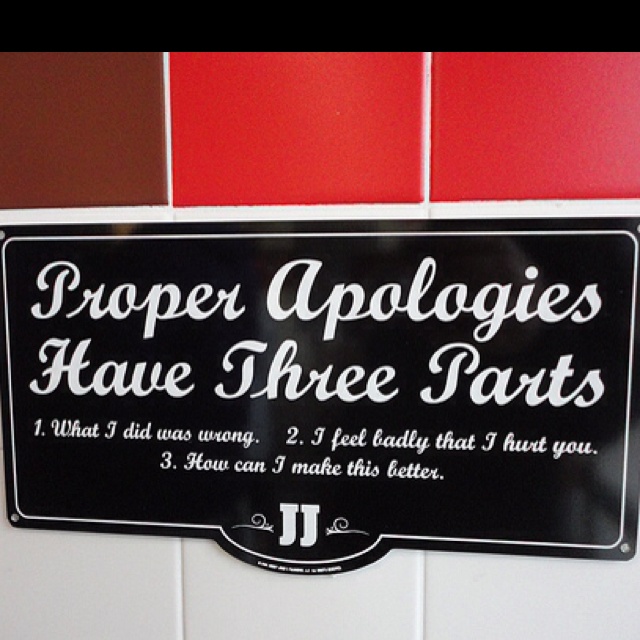 Proper Apologies
Have Three Parts
1. What I did was wrong. 2. I feel badly that I hurt you.
3. How can I make this better.
JJ